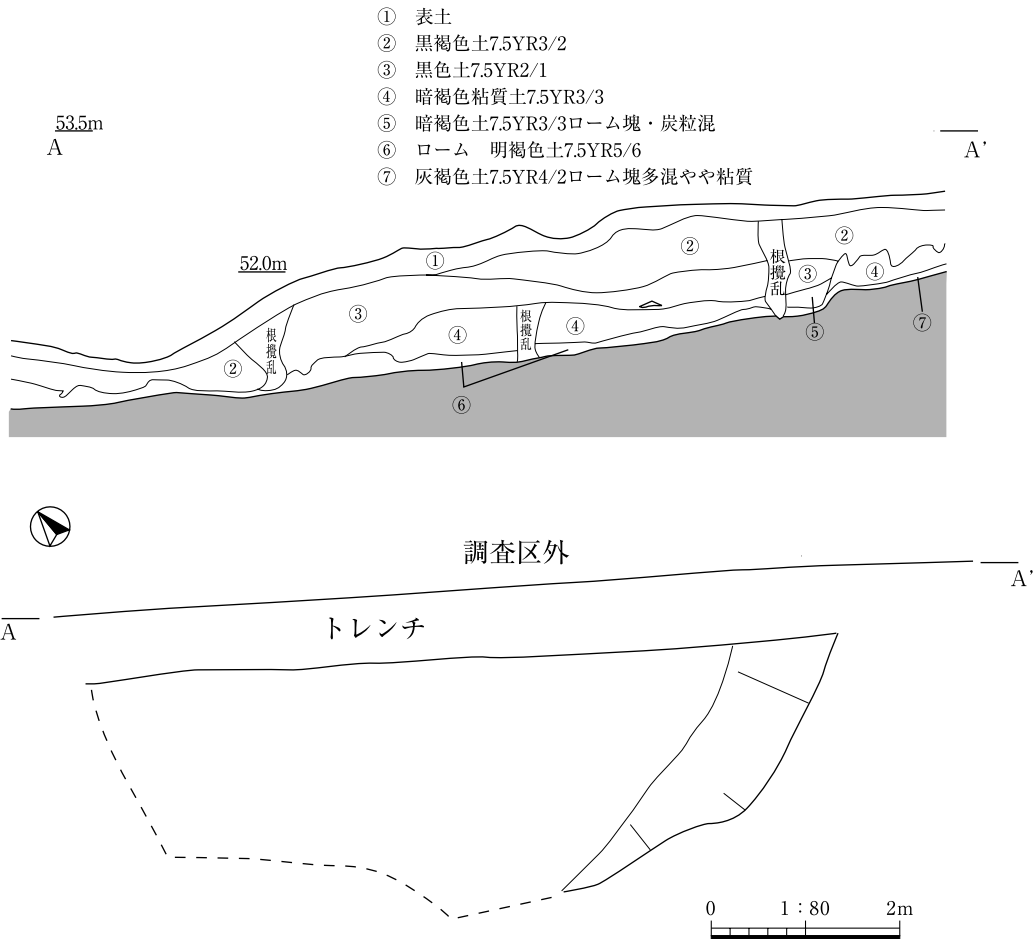 ① 表土
② 黒褐色土7.5YR3/2
③ 黒色土7.5YR2/1
④ 暗褐色粘質土7.5YR3/3
⑤ 暗褐色土7.5YR3/3ローム塊・炭粒混
⑥ ローム　明褐色土7.5YR5/6
⑦ 灰褐色土7.5YR4/2ローム塊多混やや粘質
53.5m
A
A’
52.0m
①
②
②
根攪乱
③
④
③
④
④
根攪乱
根攪乱
②
⑤
⑦
⑥
調査区外
A
A’
トレンチ
0 1：80 2m